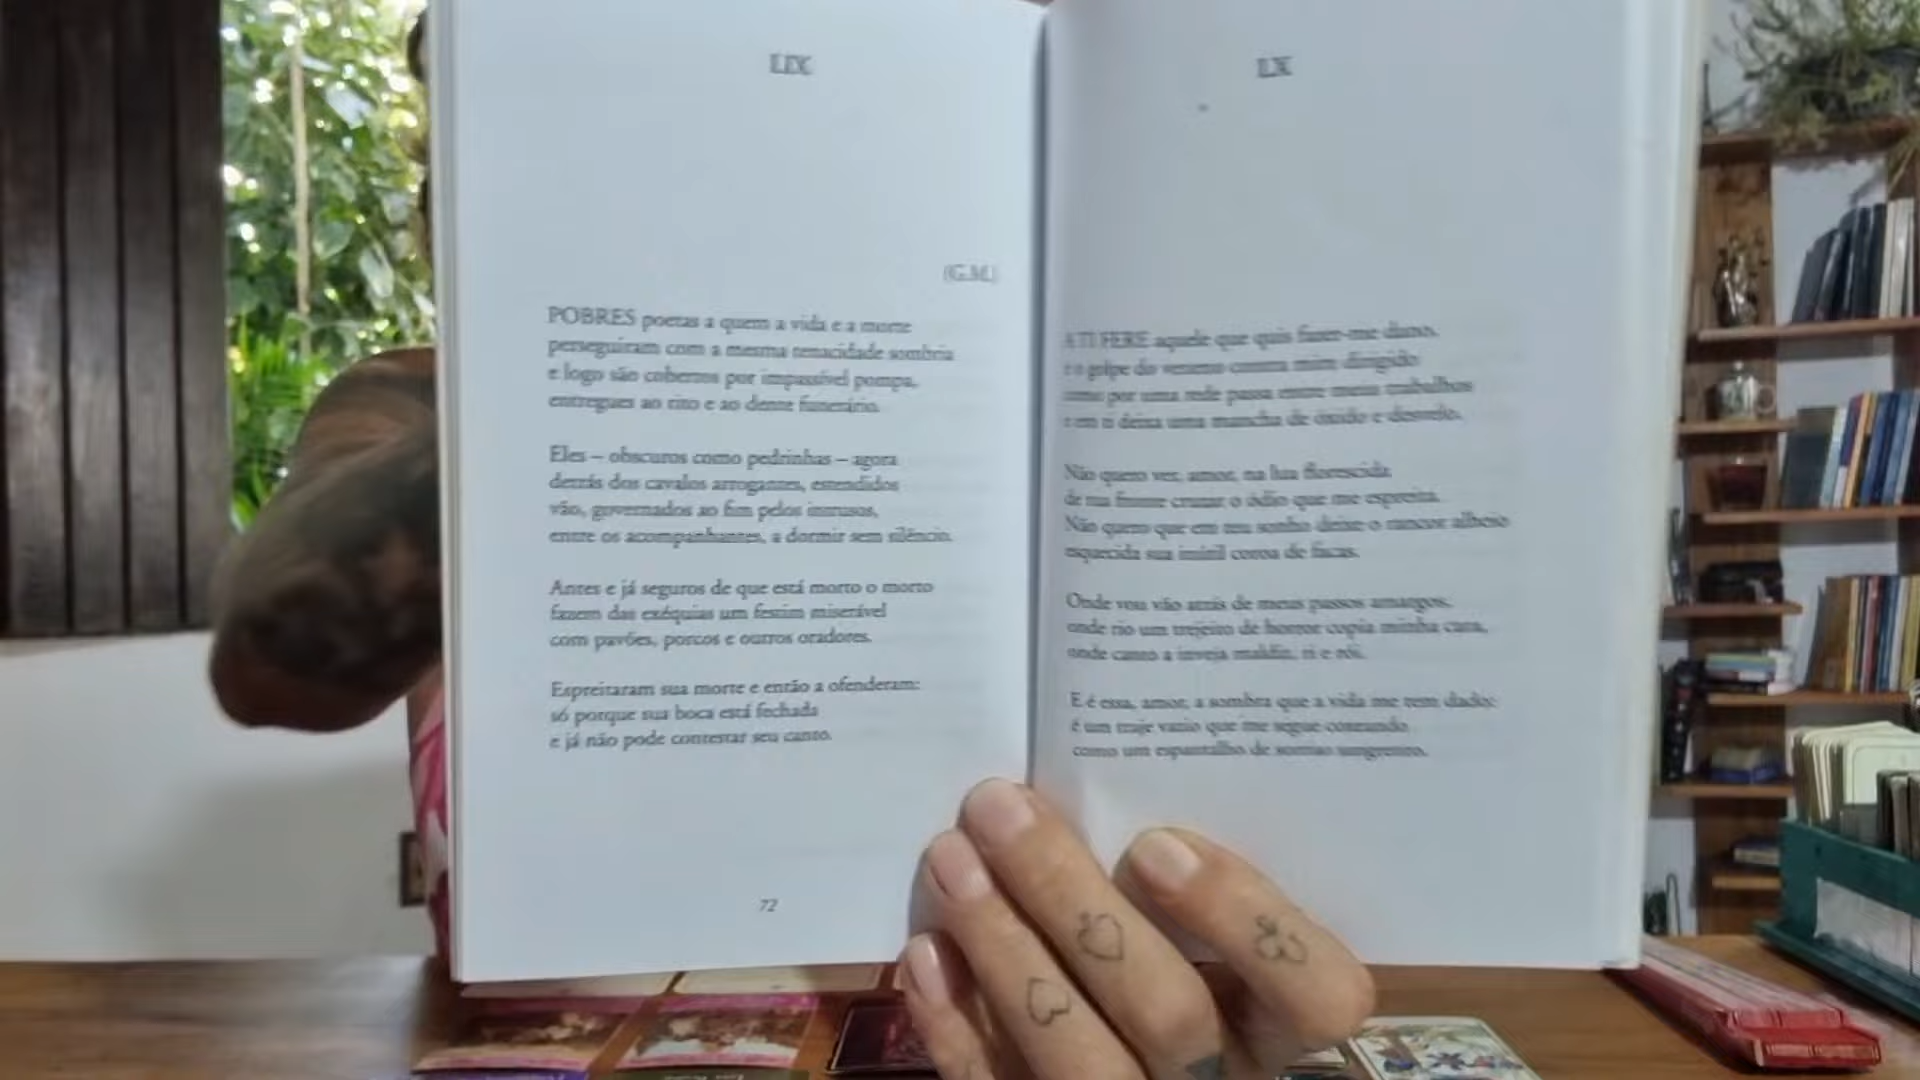 LIX
(G.M.)
POBRES poetas a quem a vida e a morte
perseguiram com a mesma tenacidade sombria
e logo são cobertos por impassível pompa,
entregues ao rito e ao dente funerário.
Eles – obscuros como pedrinhas – agora
detrás dos cavalos arrogantes, estendidos
vão, governados ao fim pelos intrusos,
entre os acompanhantes, a dormir sem silêncio.
Antes e já seguros de que está morto o morto
fazem das exéquias um festim miserável
com pavões, porcos e outros oradores.
Espreitaram sua morte e então a ofenderam:
só porque sua boca está fechada
e já não pode contestar seu canto.
72
LX
A TI FERE aquele que quis fazer-me dano,
e o golpe do veneno contra mim dirigido
como por uma rede passa entre meus trabalhos
e em ti deixa uma mancha de óxido e desvelo.
Não quero ver, amor, na lua florescida
de tua fronte cruzar o ódio que me espreita.
Não quero que em teu sonho deixe o rancor alheio
esquecida sua inútil coroa de facas.
Onde vou vão atrás de meus passos amargos,
onde rio um trejeito de horror copia minha cara,
onde canto a inveja maldiz, ri e rói.
E é essa, amor, a sombra que a vida me tem dado:
é um traje vazio que me segue coxeando
como um espantalho de sorriso sangrento.